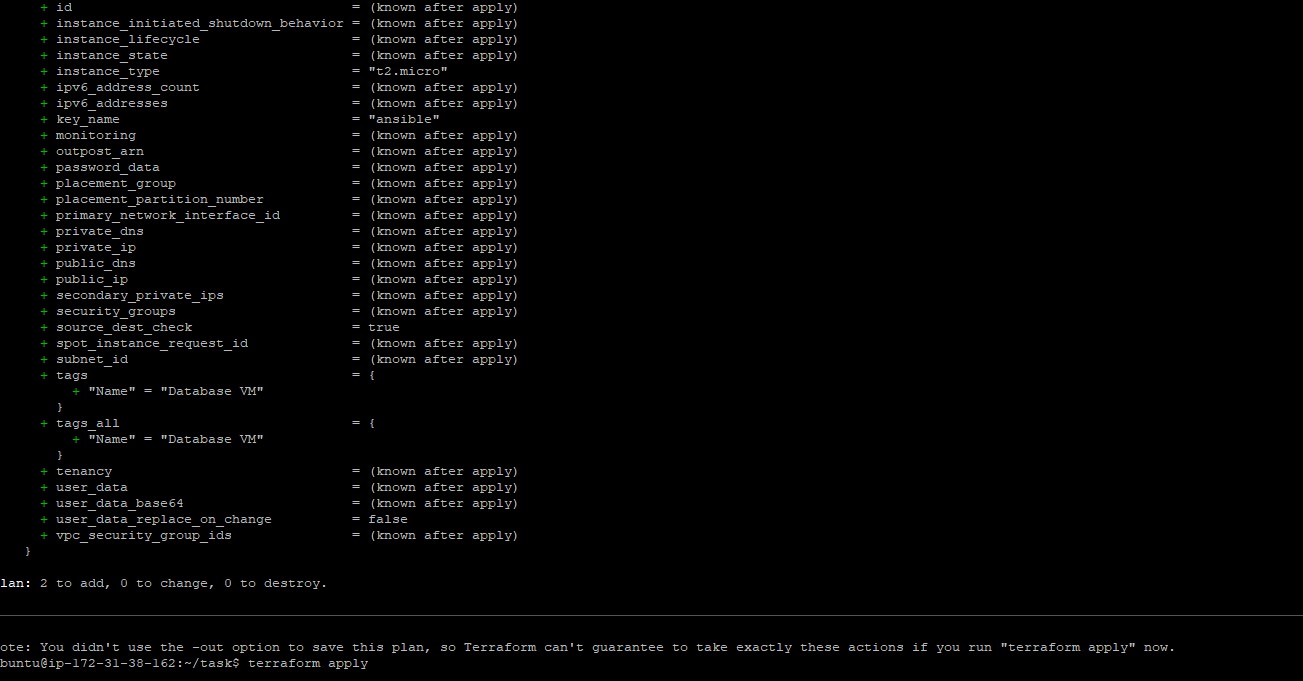 + id = (known after apply)
+ instance_initiated_shutdown_behavior = (known after apply)
+ instance_lifecycle = (known after apply)
+ instance_state = (known after apply)
+ instance_type = "t2.micro"
+ ipv6_address_count = (known after apply)
+ ipv6_addresses = (known after apply)
+ key_name = "ansible"
+ monitoring = (known after apply)
+ outpost_arn = (known after apply)
+ password_data = (known after apply)
+ placement_group = (known after apply)
+ placement_partition_number = (known after apply)
+ primary_network_interface_id = (known after apply)
+ private_dns = (known after apply)
+ private_ip = (known after apply)
+ public_dns = (known after apply)
+ public_ip = (known after apply)
+ secondary_private_ips = (known after apply)
+ security_groups = (known after apply)
+ source_dest_check = true
+ spot_instance_request_id = (known after apply)
+ subnet_id = (known after apply)
+ tags = {
+ "Name" = "Database VM"
}
+ tags_all = {
+ "Name" = "Database VM"
}
+ tenancy = (known after apply)
+ user_data = (known after apply)
+ user_data_base64 = (known after apply)
+ user_data_replace_on_change = false
+ vpc_security_group_ids = (known after apply)
}
lan: 2 to add, 0 to change, 0 to destroy.
ote: You didn't use the -out option to save this plan, so Terraform can't guarantee to take exactly these actions if you run "terraform apply" now.
buntu@ip-172-31-38-162:~/task$ terraform apply